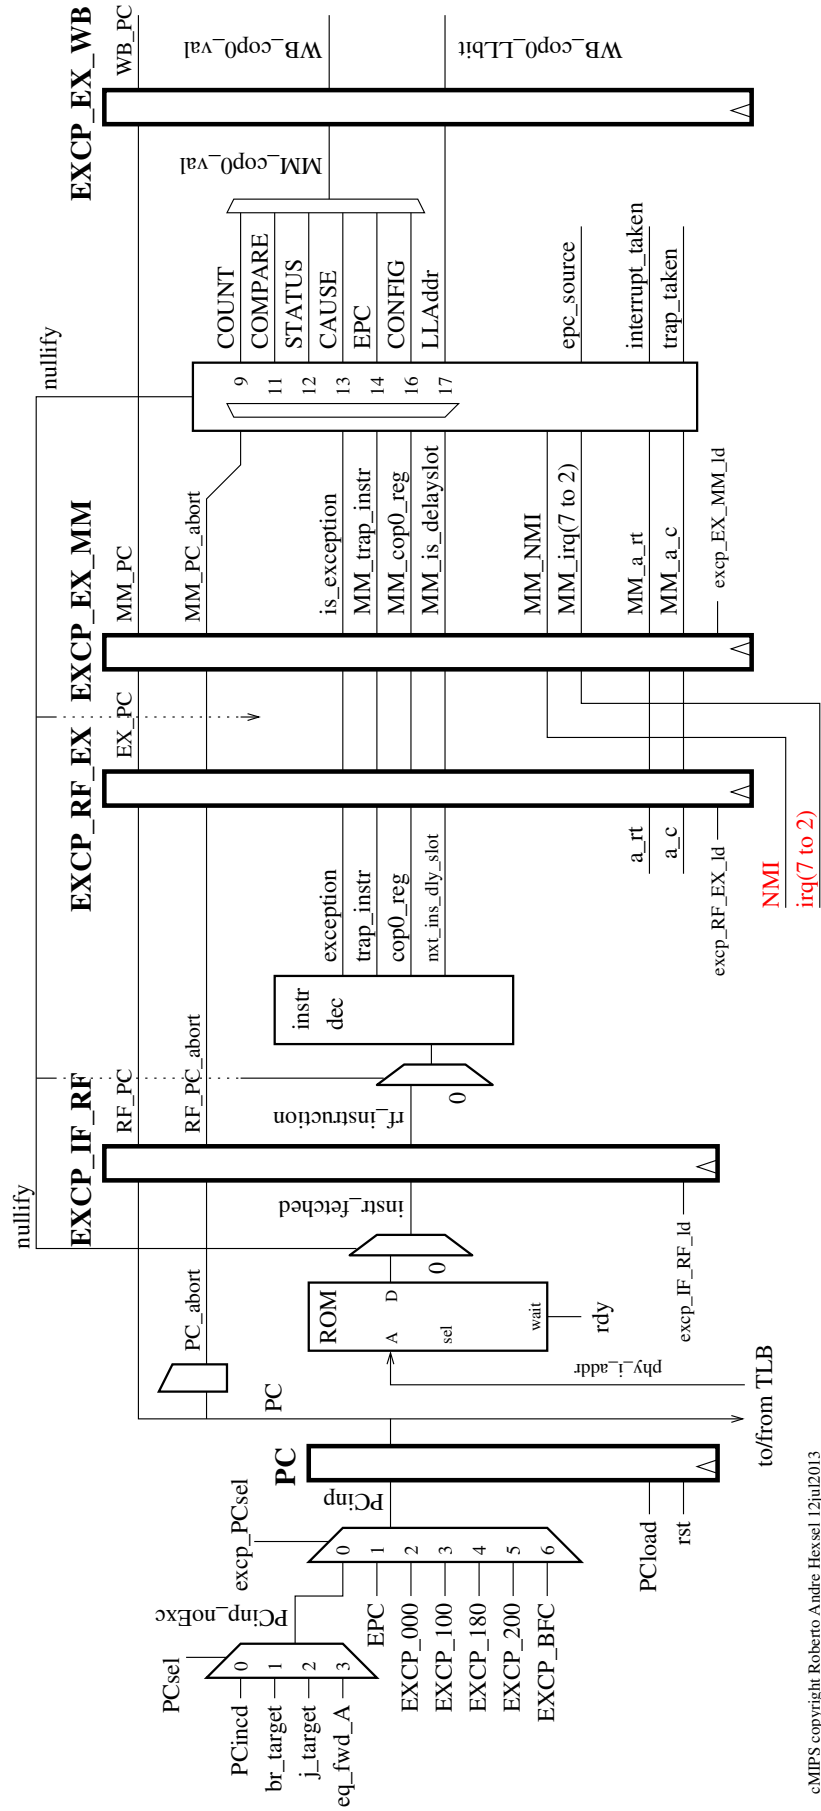 PCsel
PCincd
br_target
j_target
eq_fwd_A
0
1
2
3
PCinp_noExc
excp_PCsel
EPC
EXCP_000
EXCP_100
EXCP_180
EXCP_200
EXCP_BFC
0
1
2
3
4
5
6
PCinp
PC
PCload
rst
PC
to/from TLB
PC_abort
phy_i_addr
ROM
A
D
sel
wait
rdy
0
nullify
instr_fetched
EXCP_IF_RF
excp_IF_RF_ld
RF_PC
RF_PC_abort
rf_instruction
0
instr
dec
exception
trap_instr
cop0_reg
nxt_ins_dly_slot
a_rt
a_c
excp_RF_EX_ld
NMI
irq(7 to 2)
EXCP_RF_EX
EX_PC
EXCP_EX_MM
MM_PC
MM_PC_abort
is_exception
MM_trap_instr
MM_cop0_reg
MM_is_delayslot
MM_NMI
MM_irq(7 to 2)
MM_a_rt
MM_a_c
excp_EX_MM_ld
nullify
9
11
12
13
14
16
17
COUNT
COMPARE
STATUS
CAUSE
EPC
CONFIG
LLAddr
epc_source
interrupt_taken
trap_taken
MM_cop0_val
EXCP_EX_WB
WB_PC
WB_cop0_val
WB_cop0_LLbit
cMIPS copyright Roberto Andre Hexsel 12jul2013